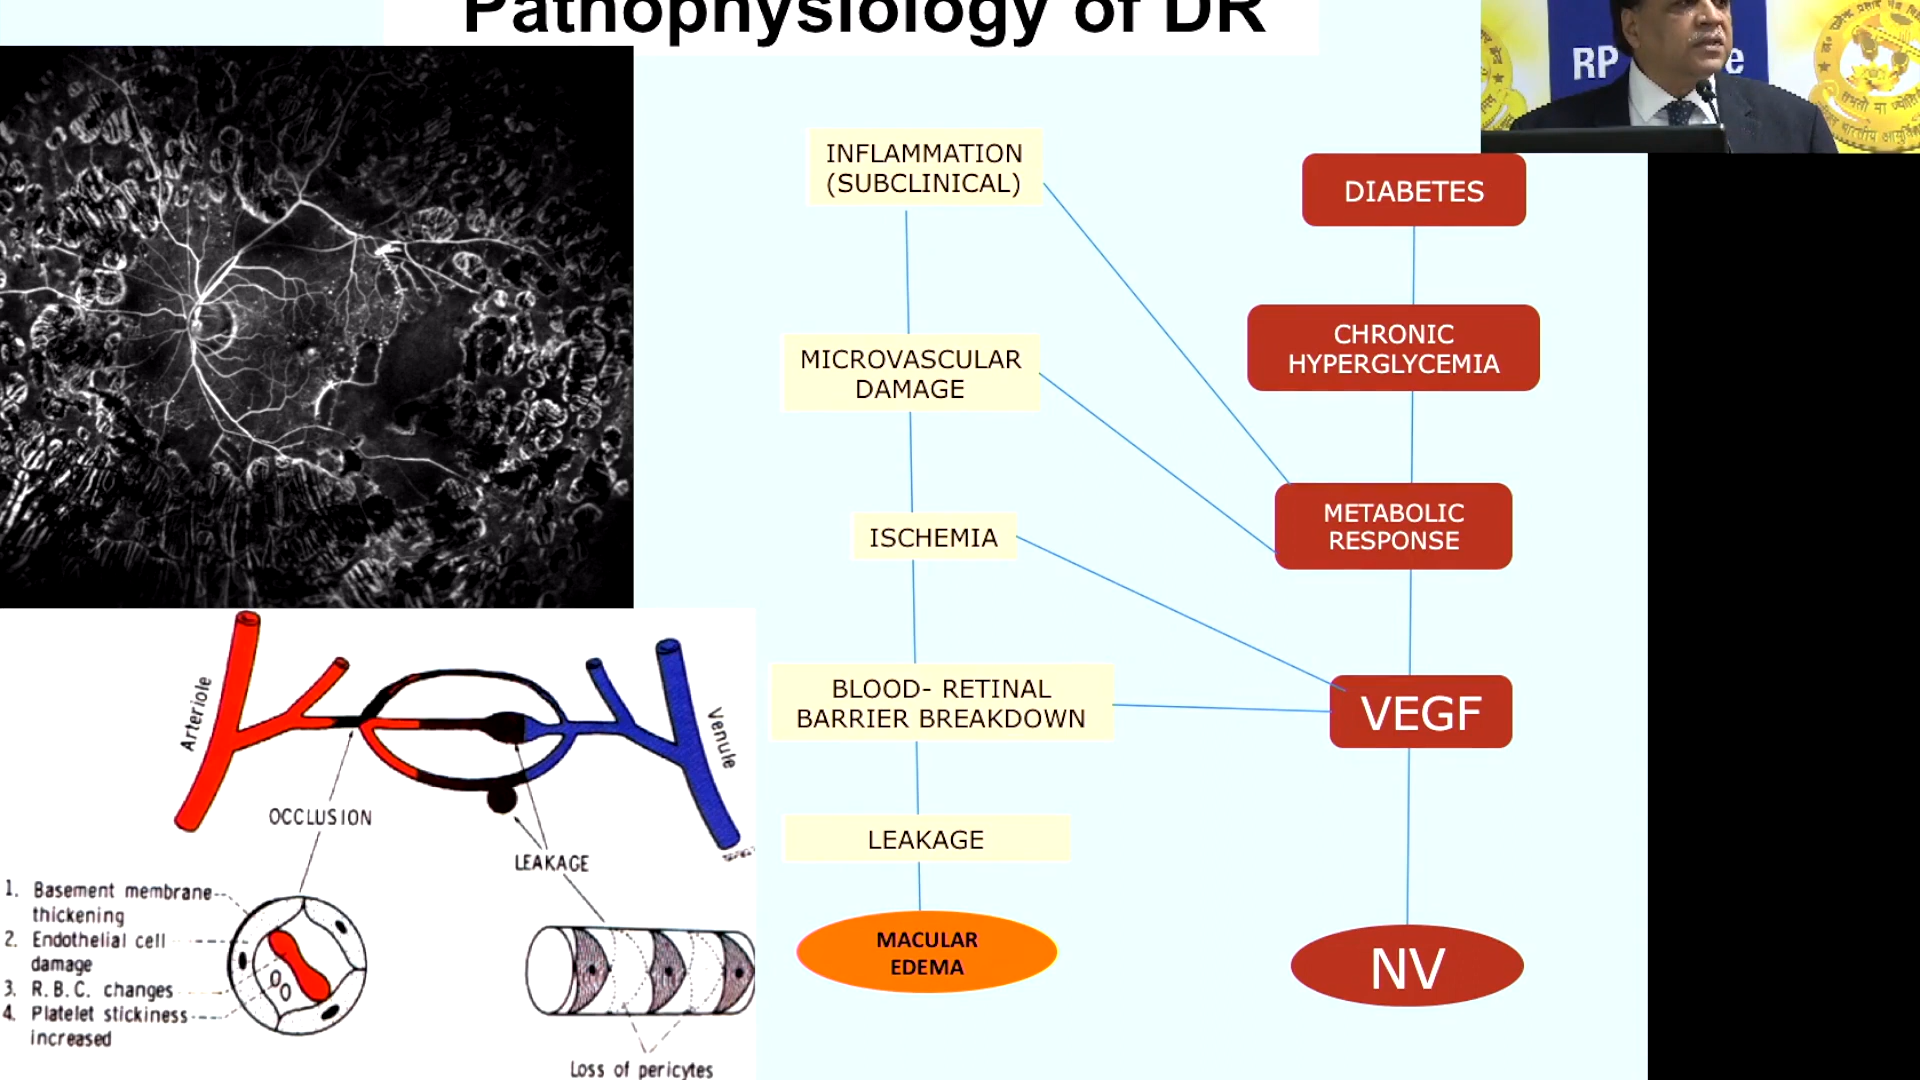 Pathophysiology of DR
RP
e
INFLAMMATION
(SUBCLINICAL)
DIABETES
CHRONIC
HYPERGLYCEMIA
MICROVASCULAR
DAMAGE
METABOLIC
RESPONSE
ISCHEMIA
BLOOD- RETINAL
BARRIER BREAKDOWN
VEGF
LEAKAGE
MACULAR
EDEMA
NV
Arteriole
Venule
OCCLUSION
LEAKAGE
1. Basement membrane
thickening
2. Endothelial cell
damage
3. R.B.C. changes
4. Platelet stickiness
increased
Loss of pericytes